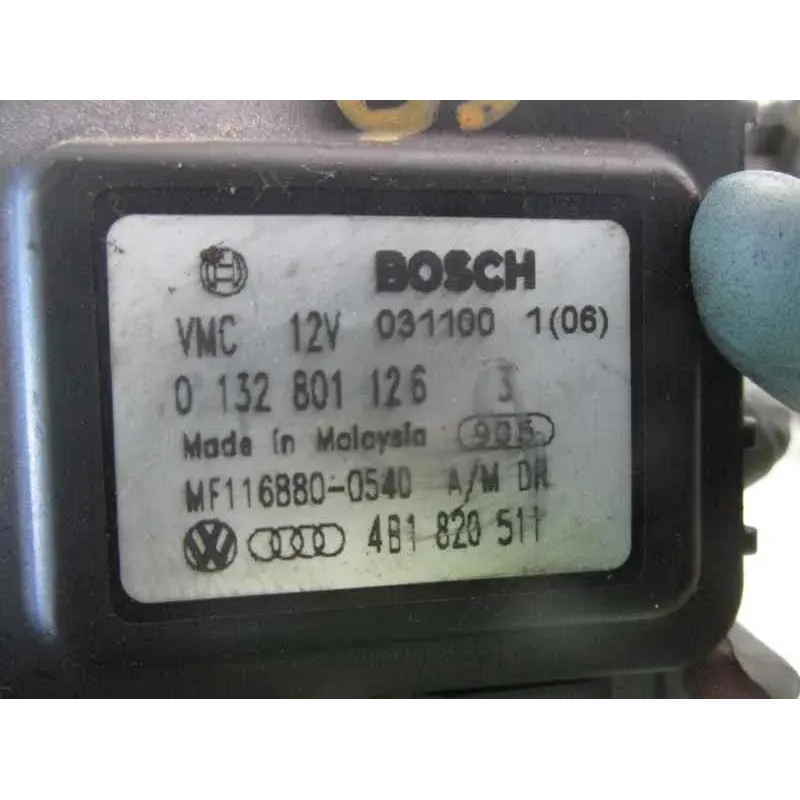 BOSCH
VMC 12V 031100 1(06)
0 132 801 126 3
Made in Malaysia 905
MF116880-0540 A/M DR
VW 4B1 820 511